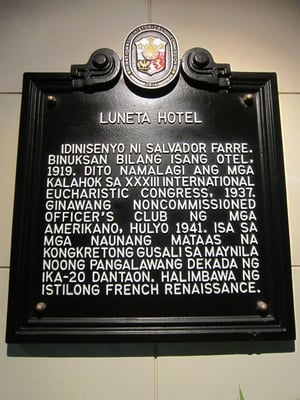 LUNETA HOTEL
IDINISENYO NI SALVADOR FARRE.
BINUKSAN BILANG ISANG OTEL,
1919. DITO NAMALAGI ANG MGA
KALAHOK SA XXXIII INTERNATIONAL
EUCHARISTIC CONGRESS, 1937.
GINAWANG NONCOMMISSIONED
OFFICER'S CLUB NG MGA
AMERIKANO, HULYO 1941. ISA SA
MGA NAUNANG MATAAS NA
KONGKRETONG GUSALI SA MAYNILA
NOONG PANGALAWANG DEKADA NG
IKA-20 DANTAON. HALIMBAWA NG
ISTILONG FRENCH RENAISSANCE.